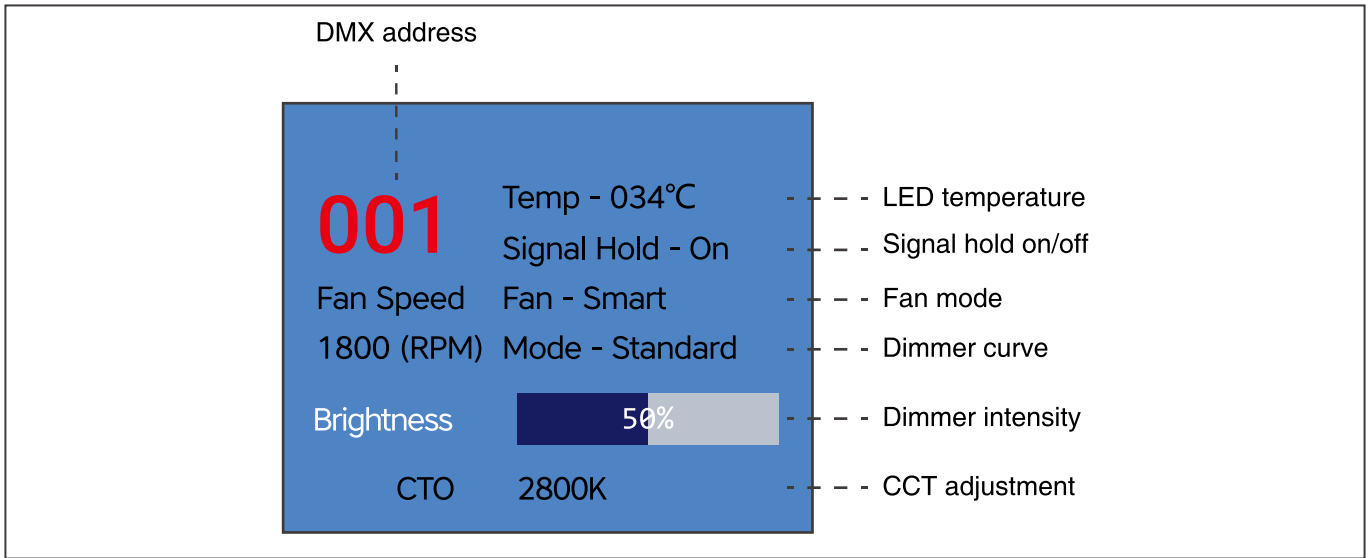 DMX address
001
Temp - 034℃
LED temperature
Signal Hold - On
Signal hold on/off
Fan Speed
Fan - Smart
Fan mode
1800 (RPM)
Mode - Standard
Dimmer curve
Brightness
50%
Dimmer intensity
CTO
2800K
CCT adjustment